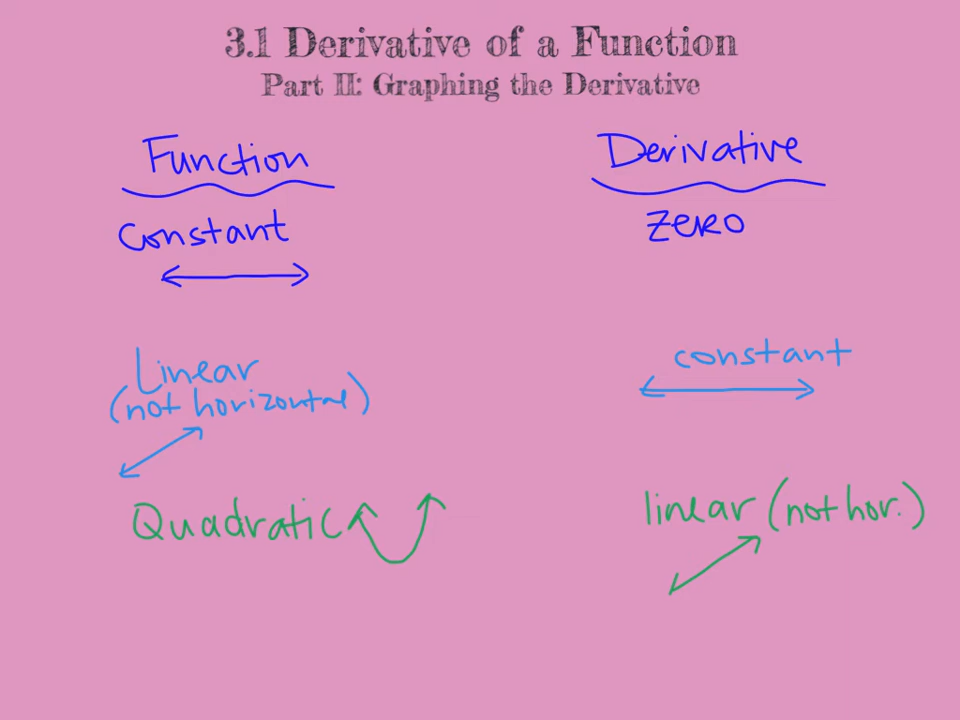 3.1 Derivative of a Function
Part II: Graphing the Derivative
Function
Derivative
constant
zero
Linear
(not horizontal)
constant
Quadratic
linear (not hor.)